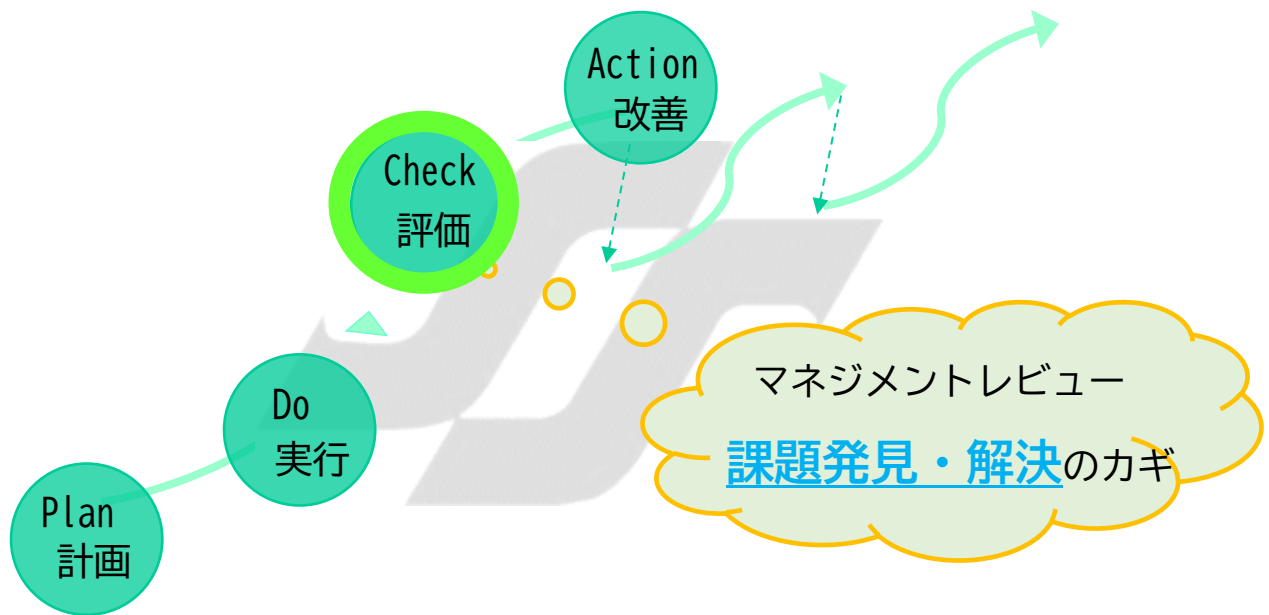 Action
改善
Check
評価
Do
実行
Plan
計画
マネジメントレビュー
課題発見・解決のカギ